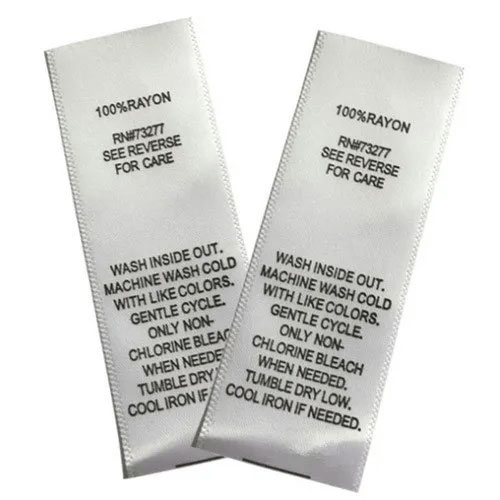 100%RAYON
RN#73277
SEE REVERSE
FOR CARE
WASH INSIDE OUT.
MACHINE WASH COLD
WITH LIKE COLORS.
GENTLE CYCLE.
ONLY NON-
CHLORINE BLEACH
WHEN NEEDED.
TUMBLE DRY LOW.
COOL IRON IF
100%RAYON
RN#73277
SEE REVERSE
FOR CARE
WASH INSIDE OUT.
MACHINE WASH COLD
WITH LIKE COLORS.
GENTLE CYCLE.
ONLY NON-
CHLORINE BLEACH
WHEN NEEDED.
TUMBLE DRY LOW.
COOL IRON IF NEEDED.